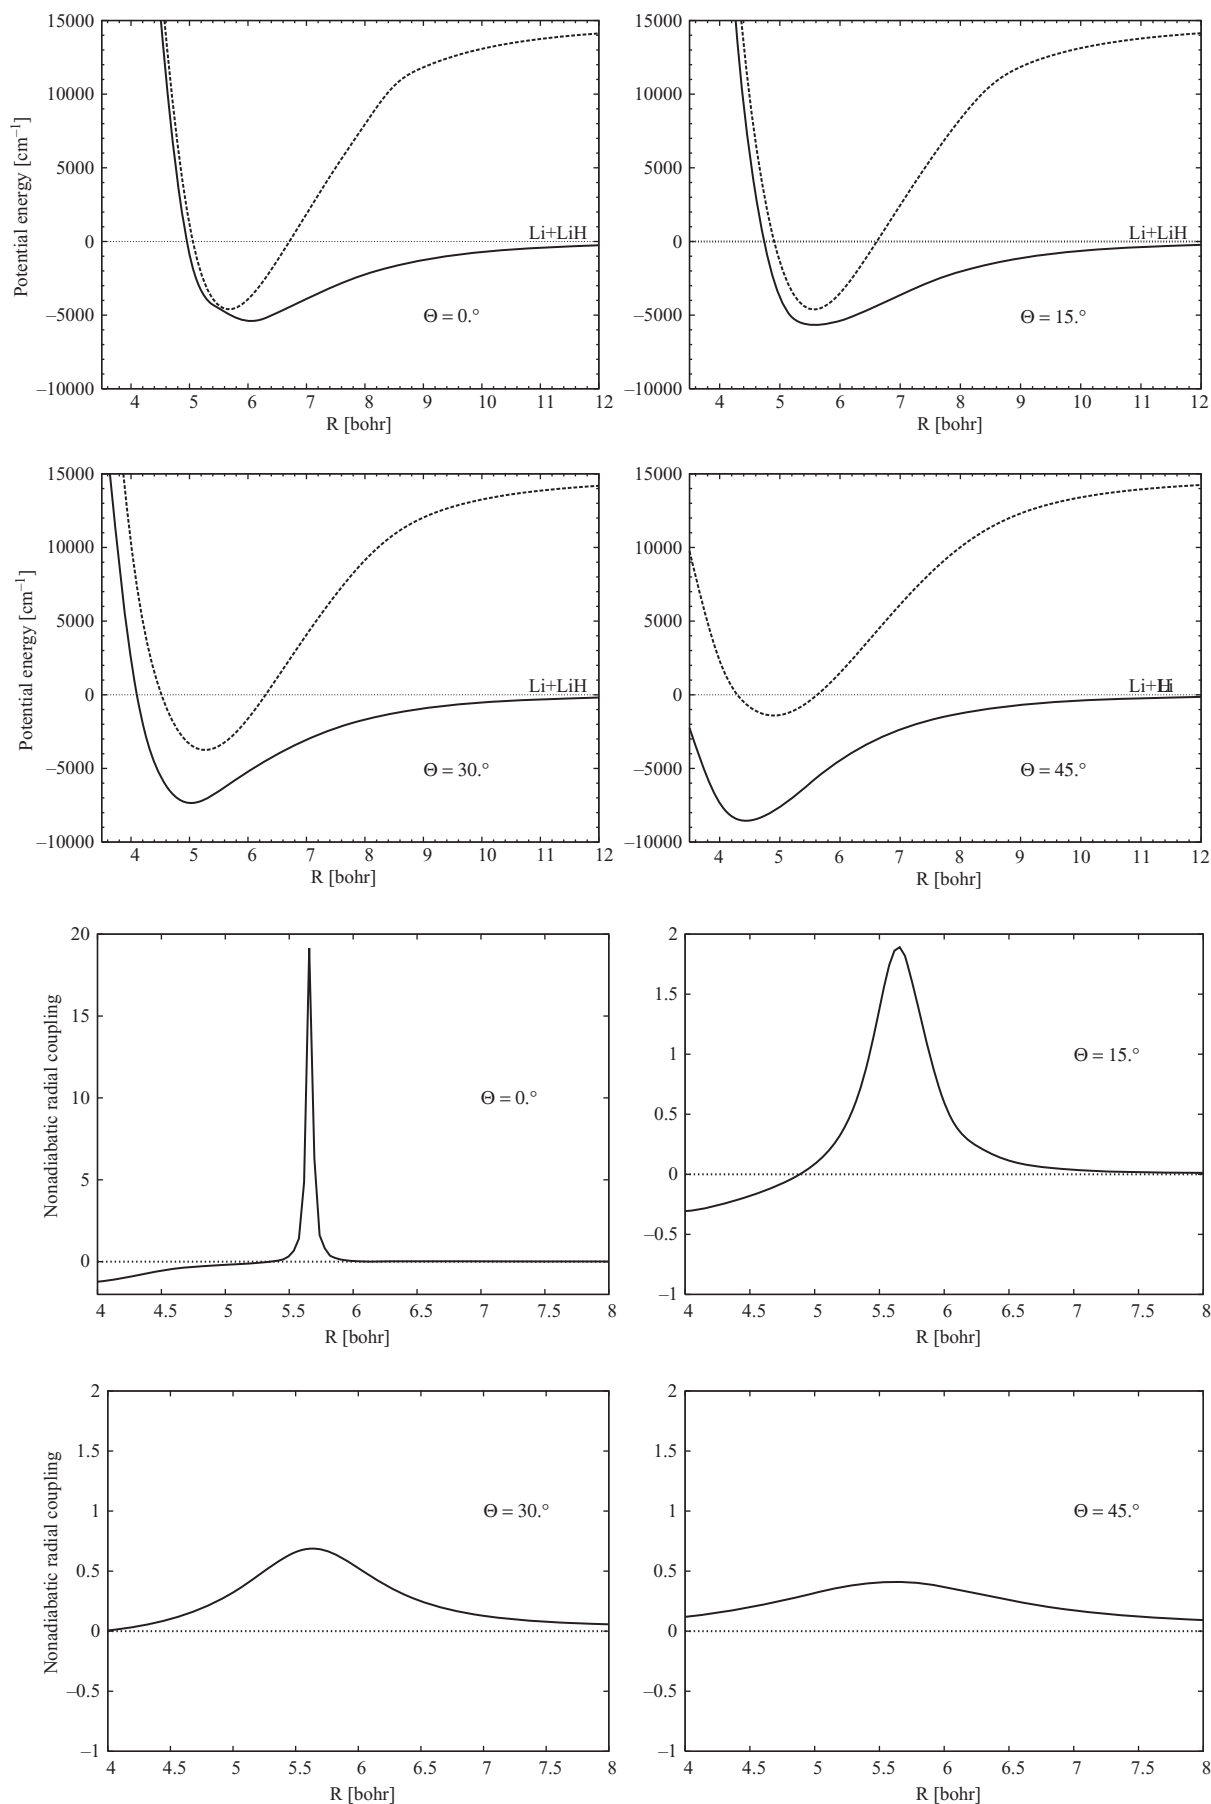 15000
10000
5000
0
–5000
–10000
Potential energy [cm–1]
Li+LiH
Θ = 0.°
4 5 6 7 8 9 10 11 12
R [bohr]
15000
10000
5000
0
–5000
–10000
Li+LiH
Θ = 15.°
4 5 6 7 8 9 10 11 12
R [bohr]
15000
10000
5000
0
–5000
–10000
Potential energy [cm–1]
Li+LiH
Θ = 30.°
4 5 6 7 8 9 10 11 12
R [bohr]
15000
10000
5000
0
–5000
–10000
Θ = 45.°
4 5 6 7 8 9 10 11 12
R [bohr]
20
15
10
5
0
Nonadiabatic radial coupling
Θ = 0.°
4 4.5 5 5.5 6 6.5 7 7.5 8
R [bohr]
2
1.5
1
0.5
0
–0.5
–1
Θ = 15.°
4 4.5 5 5.5 6 6.5 7 7.5 8
R [bohr]
2
1.5
1
0.5
0
–0.5
–1
Nonadiabatic radial coupling
Θ = 30.°
4 4.5 5 5.5 6 6.5 7 7.5 8
R [bohr]
2
1.5
1
0.5
0
–0.5
–1
Θ = 45.°
4 4.5 5 5.5 6 6.5 7 7.5 8
R [bohr]